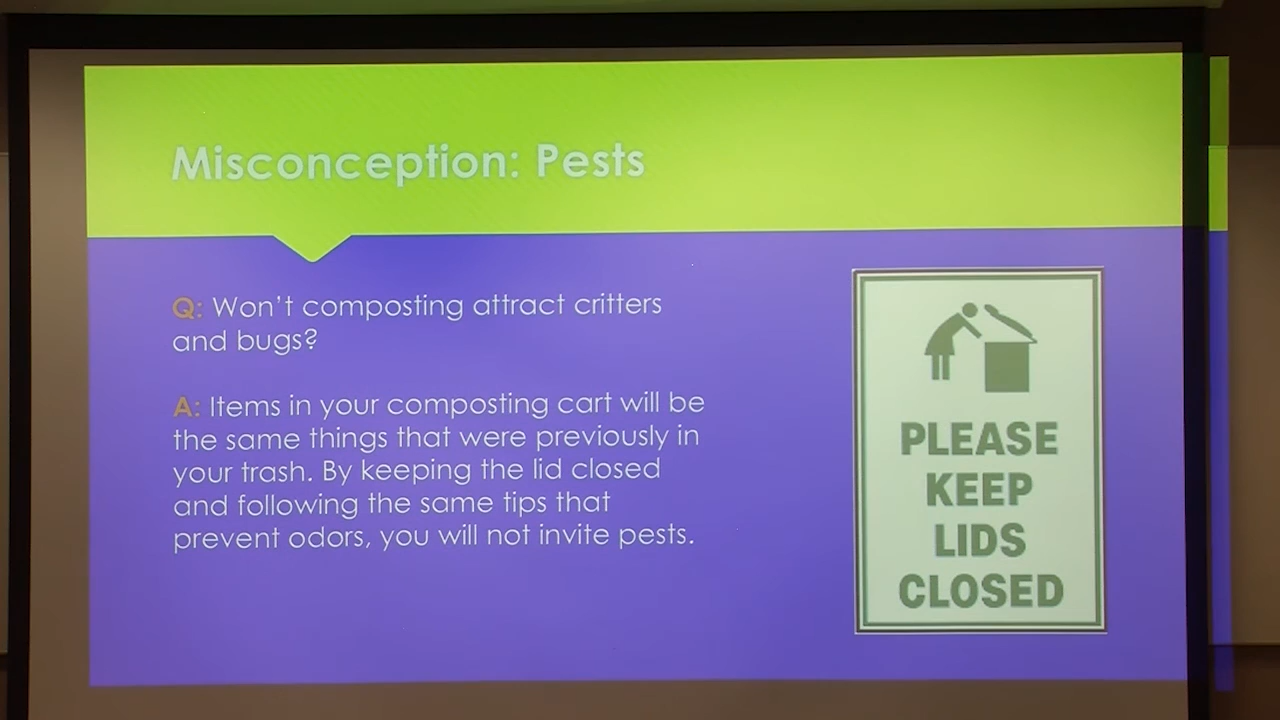 Misconception: Pests
Q: Won't composting attract critters
and bugs?
A: Items in your composting cart will be
the same things that were previously in
your trash. By keeping the lid closed
and following the same tips that
prevent odors, you will not invite pests.
PLEASE
KEEP
LIDS
CLOSED